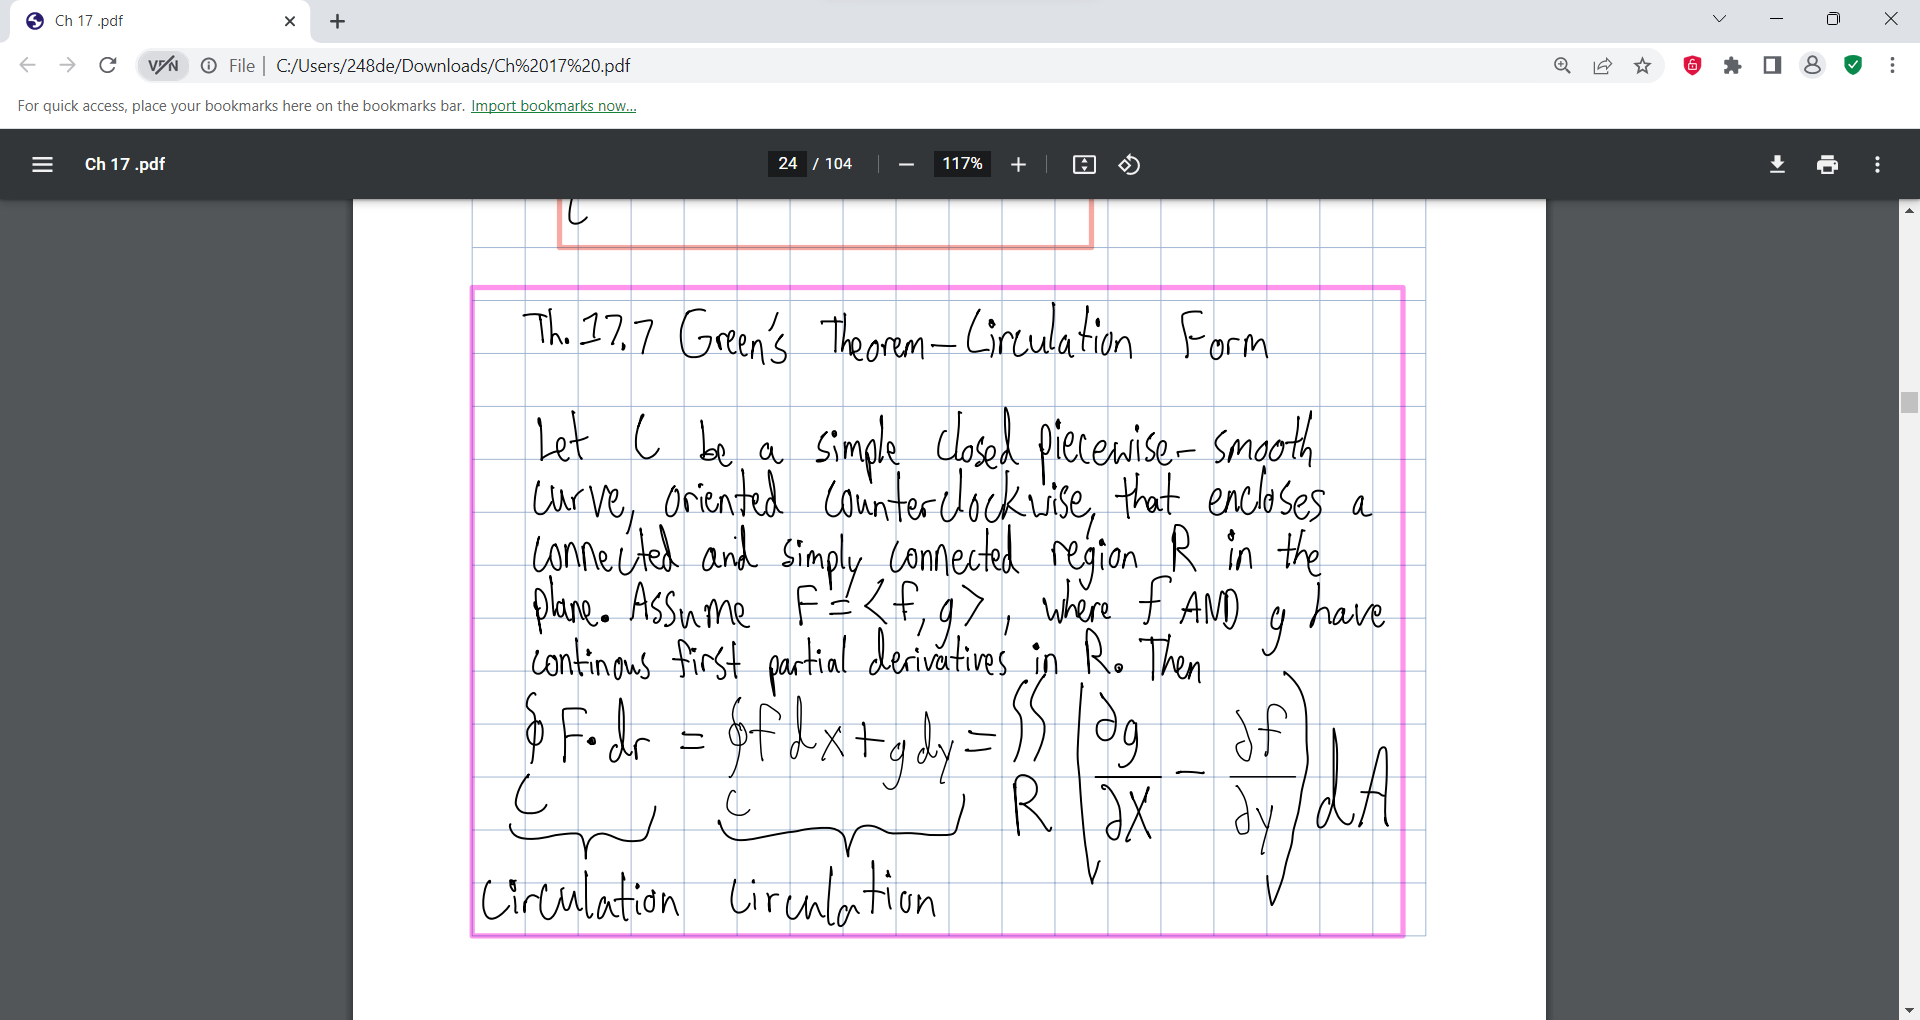 Ch 17 .pdf
VPN File C:/Users/248de/Downloads/Ch%2017%20.pdf
For quick access, place your bookmarks here on the bookmarks bar. Import bookmarks now...
Ch 17 .pdf 24 / 104 117%
C
Th. 17.7 Green's Theorem – Circulation Form
Let C be a simple closed piecewise- smooth
curve, oriented counterclockwise, that encloses a
connected and simply connected region R in the
plane. Assume F = <f, g>, where f AND g have
continous first partial derivatives in R. Then
∮ F • dr = ∮ f dx + g dy = ∬ (∂g/∂x − ∂f/∂y) dA
C C R
Circulation Circulation